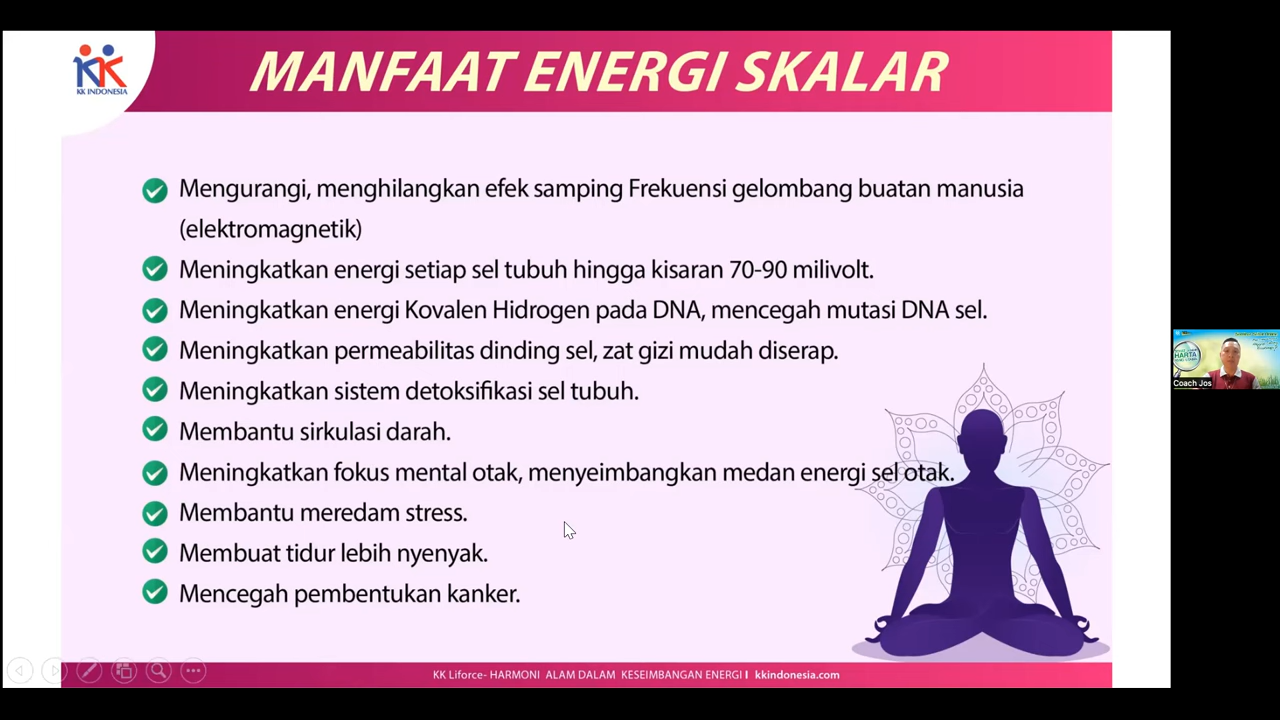 KK INDONESIA
MANFAAT ENERGI SKALAR
Mengurangi, menghilangkan efek samping Frekuensi gelombang buatan manusia
(elektromagnetik)
Meningkatkan energi setiap sel tubuh hingga kisaran 70-90 milivolt.
Meningkatkan energi Kovalen Hidrogen pada DNA, mencegah mutasi DNA sel.
Meningkatkan permeabilitas dinding sel, zat gizi mudah diserap.
Meningkatkan sistem detoksifikasi sel tubuh.
Membantu sirkulasi darah.
Meningkatkan fokus mental otak, menyeimbangkan medan energi sel otak.
Membantu meredam stress.
Membuat tidur lebih nyenyak.
Mencegah pembentukan kanker.
HARTA
Coach Jos
KK Liforce- HARMONI ALAM DALAM KESEIMBANGAN ENERGI I kkindonesia.com